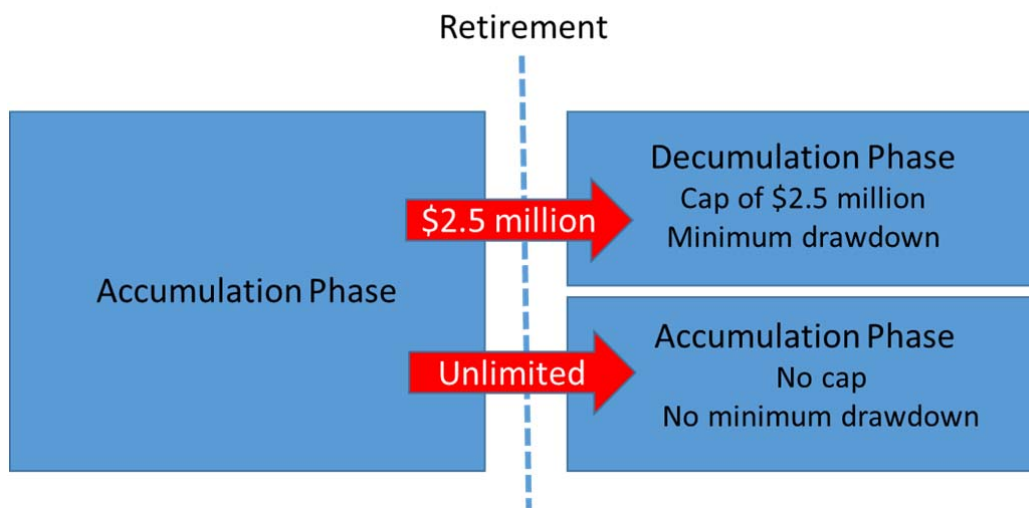 Retirement
Accumulation Phase
$2.5 million
Unlimited
Decumulation Phase
Cap of $2.5 million
Minimum drawdown
Accumulation Phase
No cap
No minimum drawdown